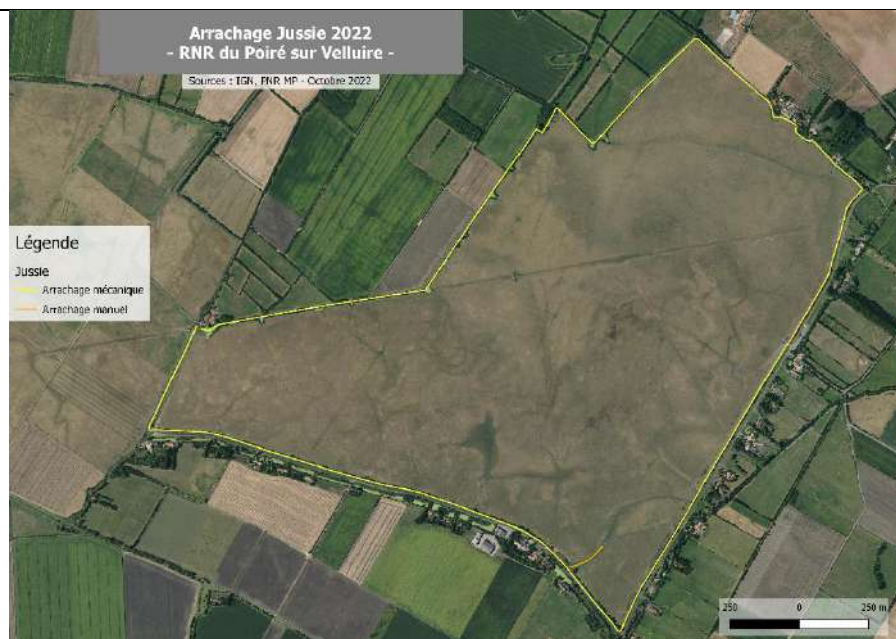 Arrachage Jussie 2022
- RNR du Poiré sur Velluire -
Sources : IGN, PNR MP - Octobre 2022
Légende
Jussie
Arrachage mécanique
Arrachage manuel
250 0 250 m